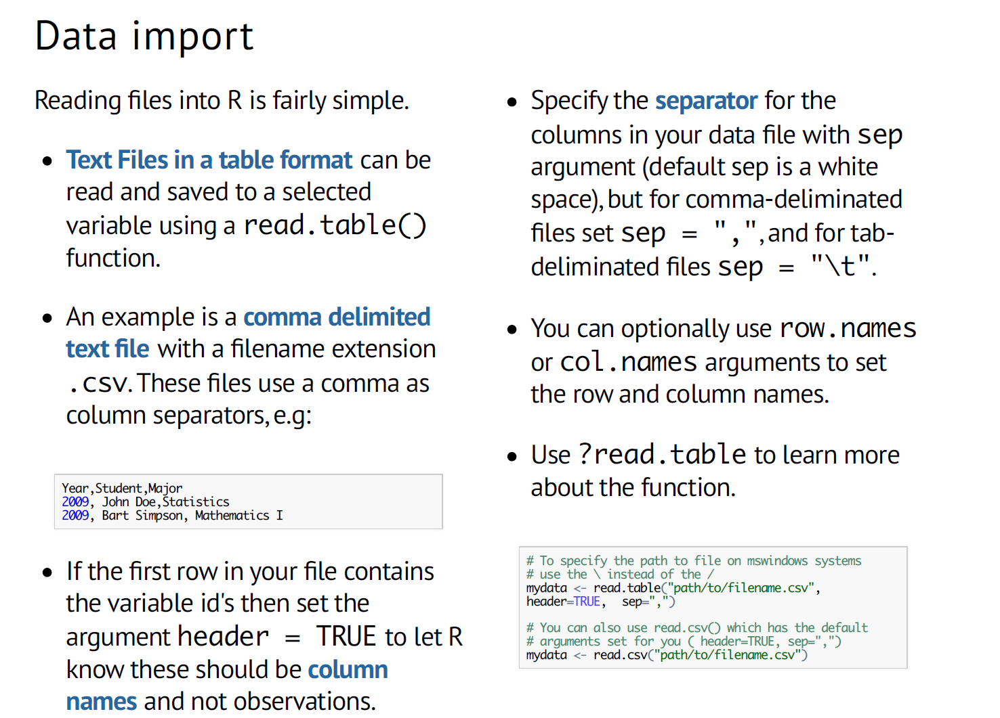 Data import
Reading files into R is fairly simple.
• Text Files in a table format can be
read and saved to a selected
variable using a read.table()
function.
• An example is a comma delimited
text file with a filename extension
.csv. These files use a comma as
column separators, e.g:
Year,Student,Major
2009, John Doe,Statistics
2009, Bart Simpson, Mathematics I
• If the first row in your file contains
the variable id's then set the
argument header = TRUE to let R
know these should be column
names and not observations.
• Specify the separator for the
columns in your data file with sep
argument (default sep is a white
space), but for comma-deliminated
files set sep = ",", and for tab-
deliminated files sep = "\t".
• You can optionally use row.names
or col.names arguments to set
the row and column names.
• Use ?read.table to learn more
about the function.
# To specify the path to file on mswindows systems
# use the \ instead of the /
mydata <- read.table("path/to/filename.csv",
header=TRUE,  sep=",")
# You can also use read.csv() which has the default
# arguments set for you ( header=TRUE, sep=",")
mydata <- read.csv("path/to/filename.csv")